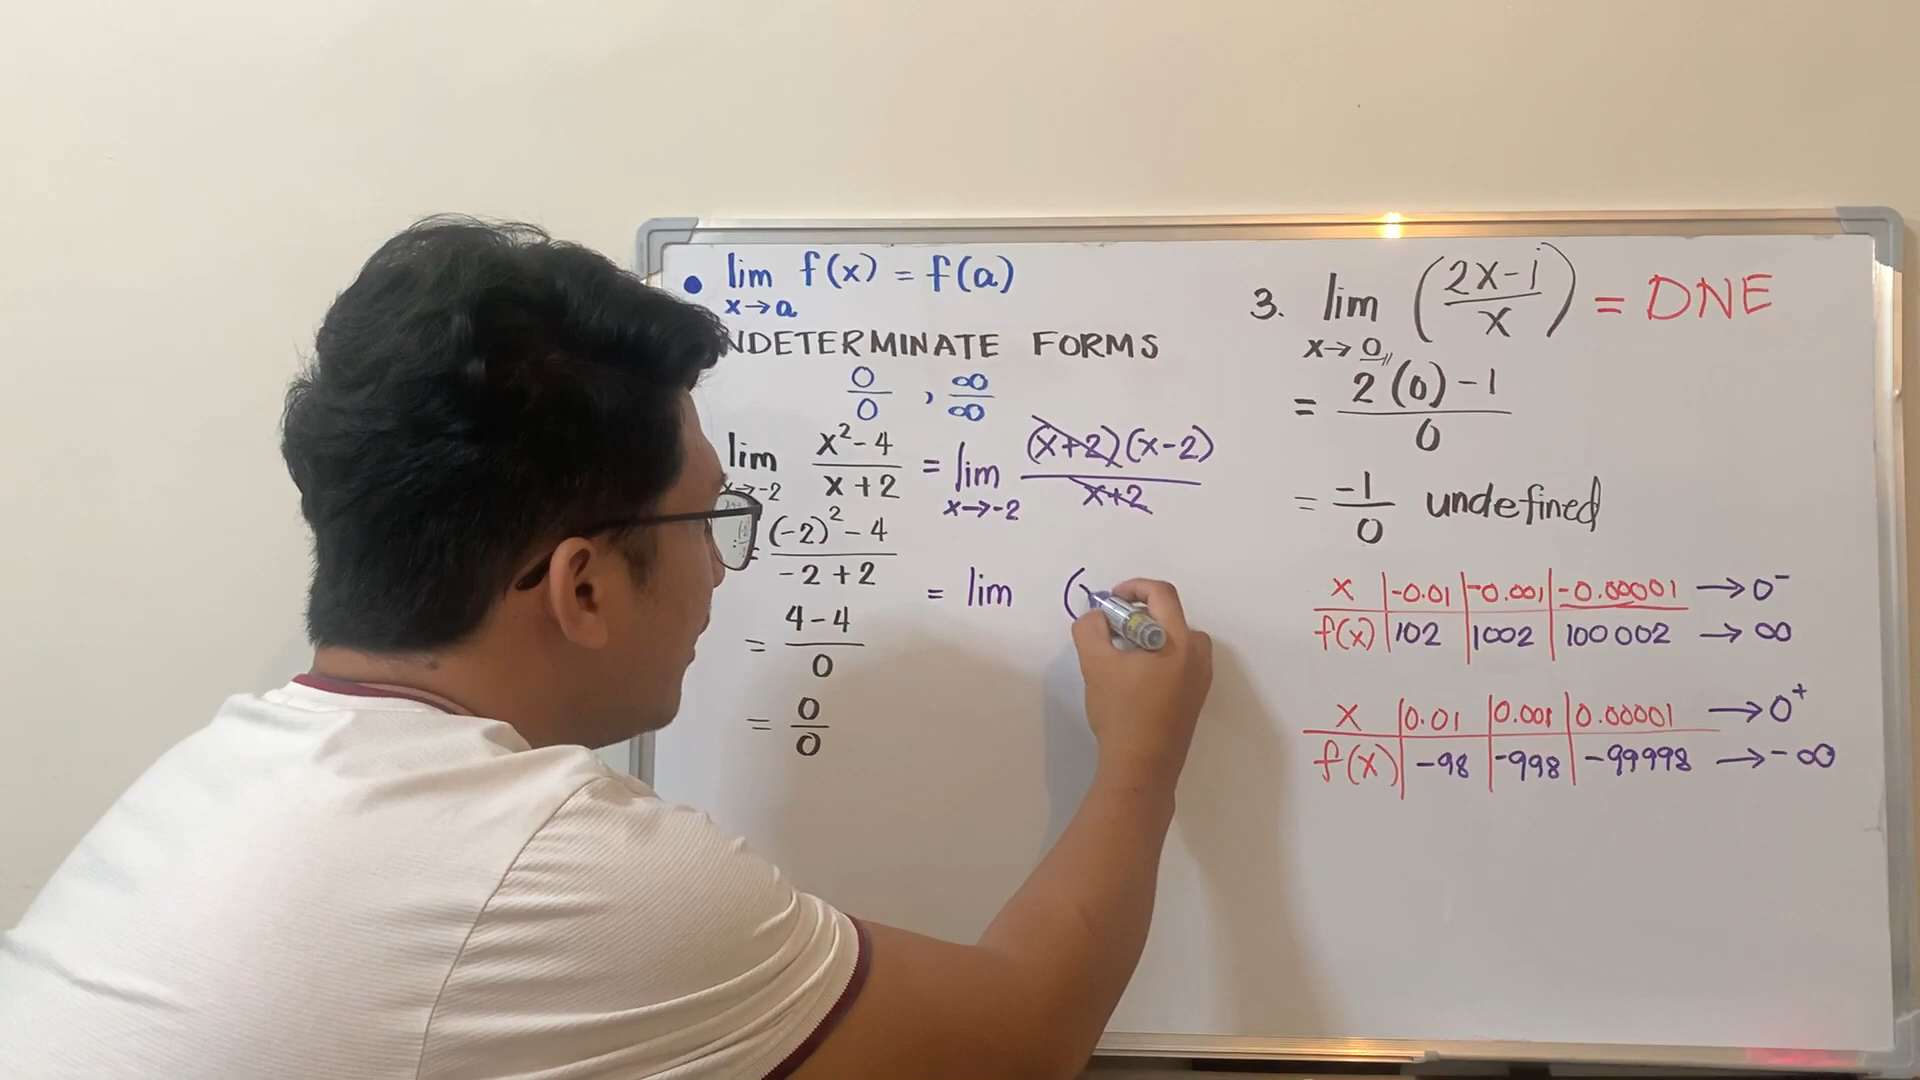 • lim f(x) = f(a)
x→a
NDETERMINATE FORMS
0/0 , ∞/∞
lim x²-4 / x+2 = lim (x+2)(x-2) / x+2
x→-2 x→-2
= (-2)²-4 / -2+2
= lim (x
= 4-4 / 0
= 0/0
3. lim (2x-1 / x) = DNE
x→0
= 2(0)-1 / 0
= -1/0 undefined
x | -0.01 | -0.001 | -0.00001 → 0⁻
f(x) | 102 | 1002 | 100002 → ∞
x | 0.01 | 0.001 | 0.00001 → 0⁺
f(x) | -98 | -998 | -99998 → -∞